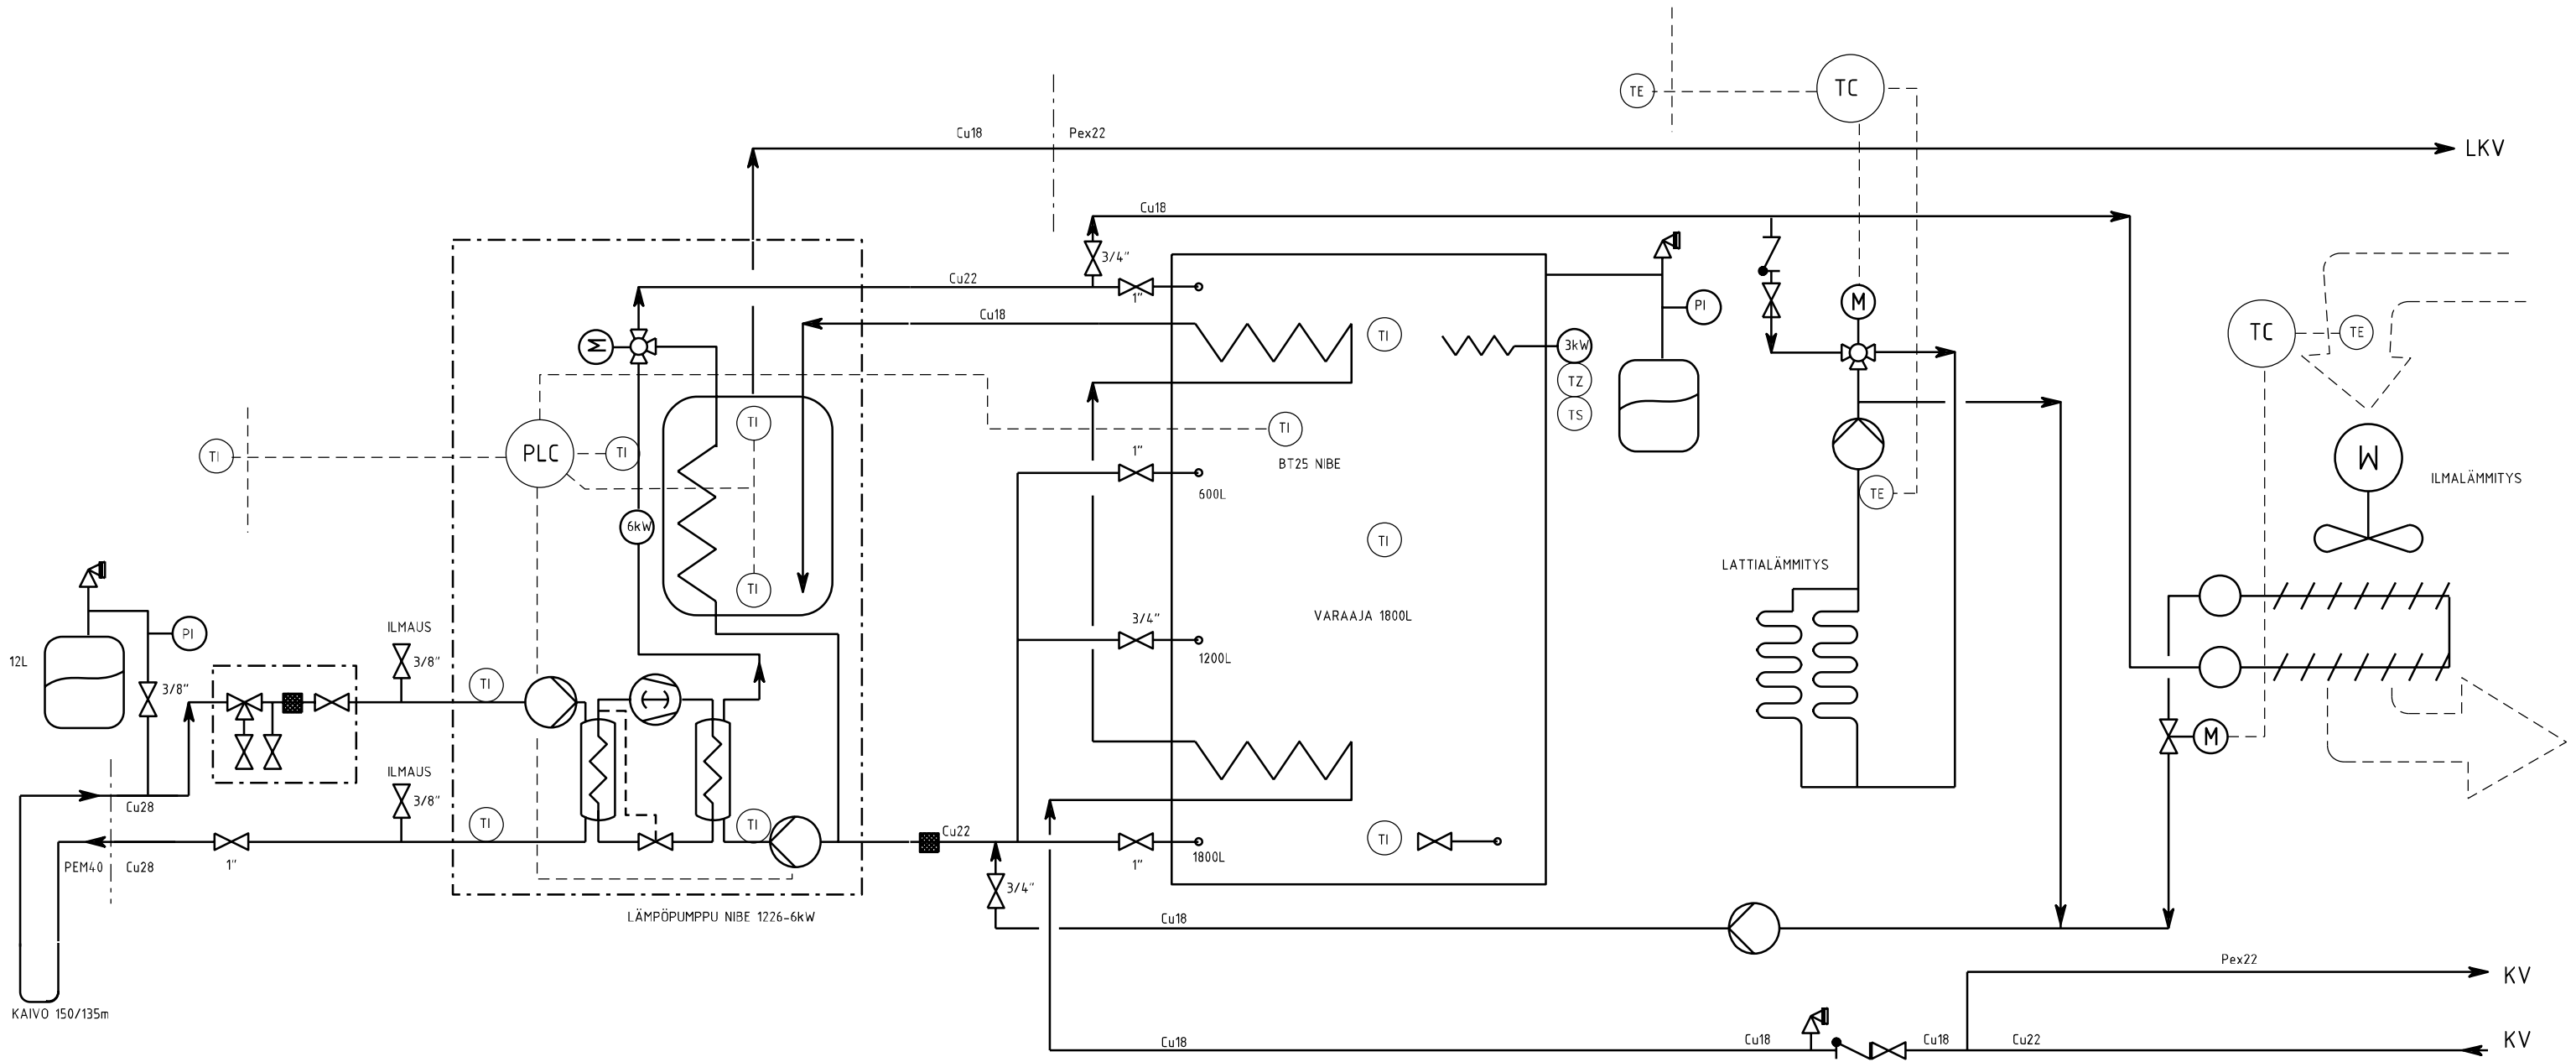 TC
TE
Cu18
Pex22
LKV
Cu18
3/4"
Cu22
1"
PI
M
Cu18
TI
3kW
TZ
TS
M
TC
TE
TI
PLC
TI
TI
TI
BT25 NIBE
1"
600L
W
ILMALÄMMITYS
TE
6kW
TI
TI
LATTIALÄMMITYS
3/4"
VARAAJA 1800L
1200L
PI
12L
ILMAUS
3/8"
3/8"
TI
M
ILMAUS
3/8"
Cu28
TI
TI
Cu22
TI
PEM40
Cu28
1"
1"
1800L
3/4"
LÄMPÖPUMPPU NIBE 1226-6kW
Cu18
Pex22
KV
KAIVO 150/135m
Cu18
Cu18
Cu18
Cu22
KV